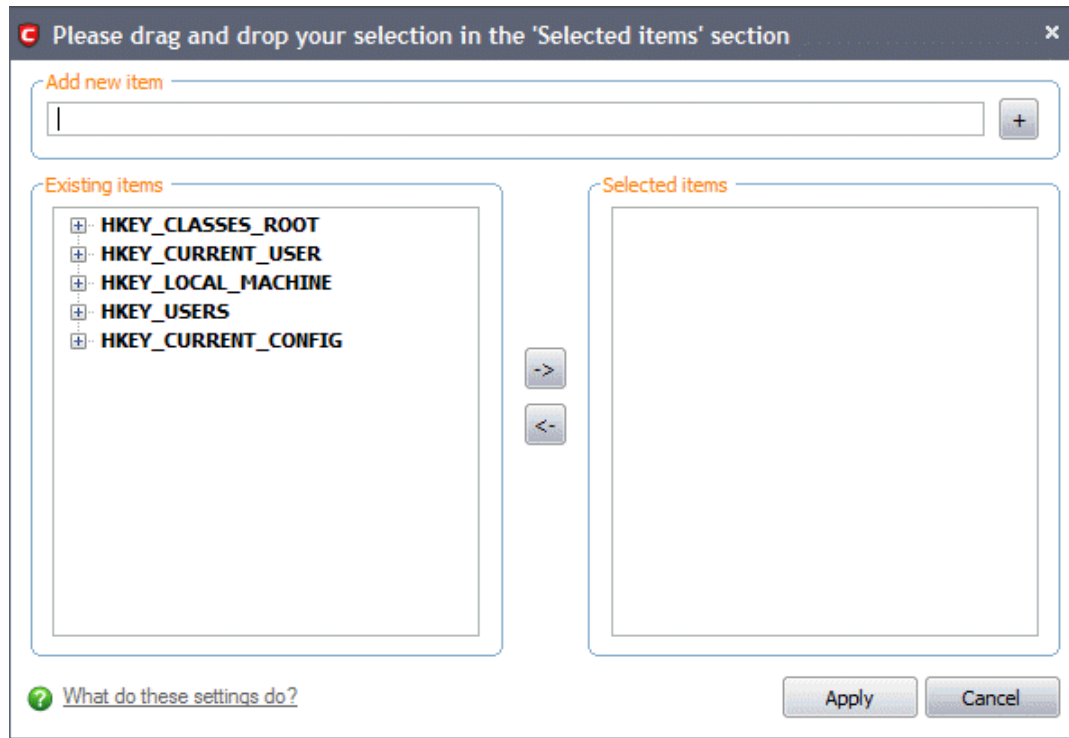 Please drag and drop your selection in the 'Selected items' section
Add new item
+
Existing items
HKEY_CLASSES_ROOT
HKEY_CURRENT_USER
HKEY_LOCAL_MACHINE
HKEY_USERS
HKEY_CURRENT_CONFIG
->
<-
Selected items
? What do these settings do?
Apply
Cancel